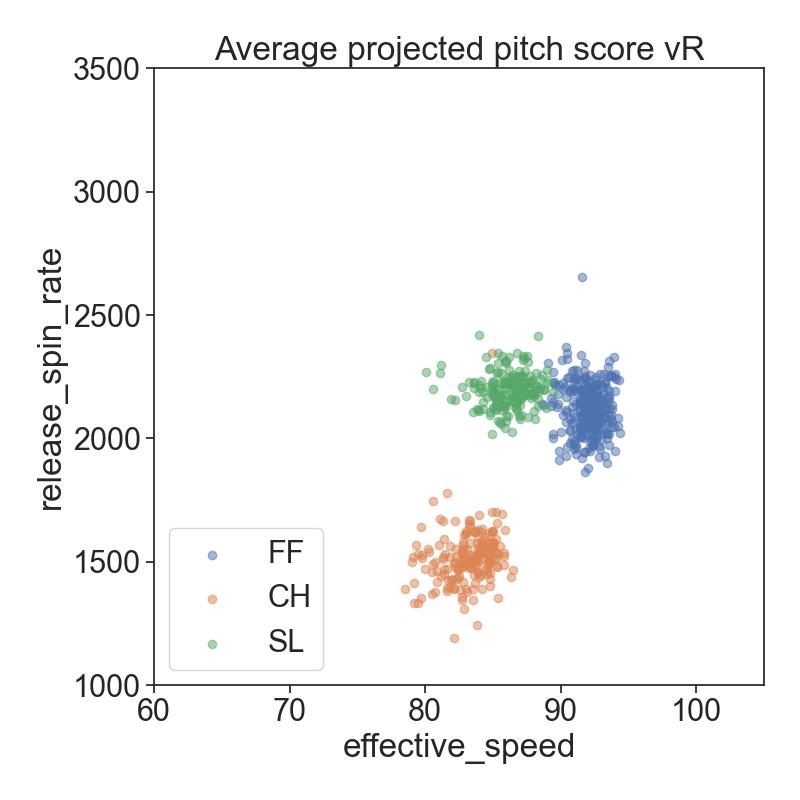 Average projected pitch score vR
3500
3000
2500
2000
1500
1000
release_spin_rate
FF
CH
SL
60 70 80 90 100
effective_speed